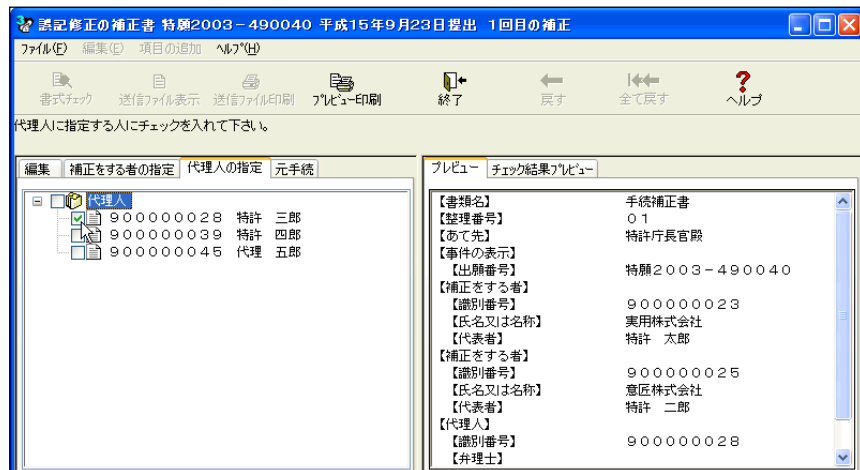 誤記修正の補正書 特願2003-490040 平成15年9月23日提出 1回目の補正
ファイル(F) 編集(E) 項目の追加 ヘルプ(H)
書式チェック 送信ファイル表示 送信ファイル印刷 プレビュー印刷 終了 戻す 全て戻す ヘルプ
代理人に指定する人にチェックを入れて下さい。
編集 補正をする者の指定 代理人の指定 元手続
代理人
900000028 特許 三郎
900000039 特許 四郎
900000045 代理 五郎
プレビュー チェック結果プレビュー
【書類名】 手続補正書
【整理番号】 01
【あて先】 特許庁長官殿
【事件の表示】
【出願番号】 特願2003-490040
【補正をする者】
【識別番号】 900000023
【氏名又は名称】 実用株式会社
【代表者】 特許 太郎
【補正をする者】
【識別番号】 900000025
【氏名又は名称】 意匠株式会社
【代表者】 特許 二郎
【代理人】
【識別番号】 900000028
【弁理士】